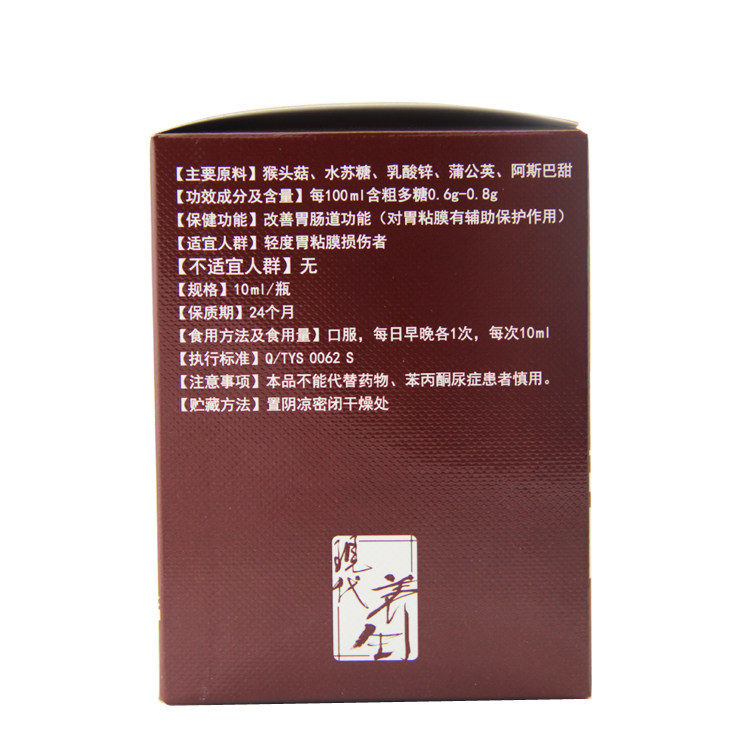 【主要原料】猴头菇、水苏糖、乳酸锌、蒲公英、阿斯巴甜
【功效成分及含量】每100ml含粗多糖0.6g-0.8g
【保健功能】改善胃肠道功能（对胃粘膜有辅助保护作用）
【适宜人群】轻度胃粘膜损伤者
【不适宜人群】无
【规格】10ml/瓶
【保质期】24个月
【食用方法及食用量】口服，每日早晚各1次，每次10ml
【执行标准】Q/TYS 0062 S
【注意事项】本品不能代替药物、苯丙酮尿症患者慎用。
【贮藏方法】置阴凉密闭干燥处
现代
养生